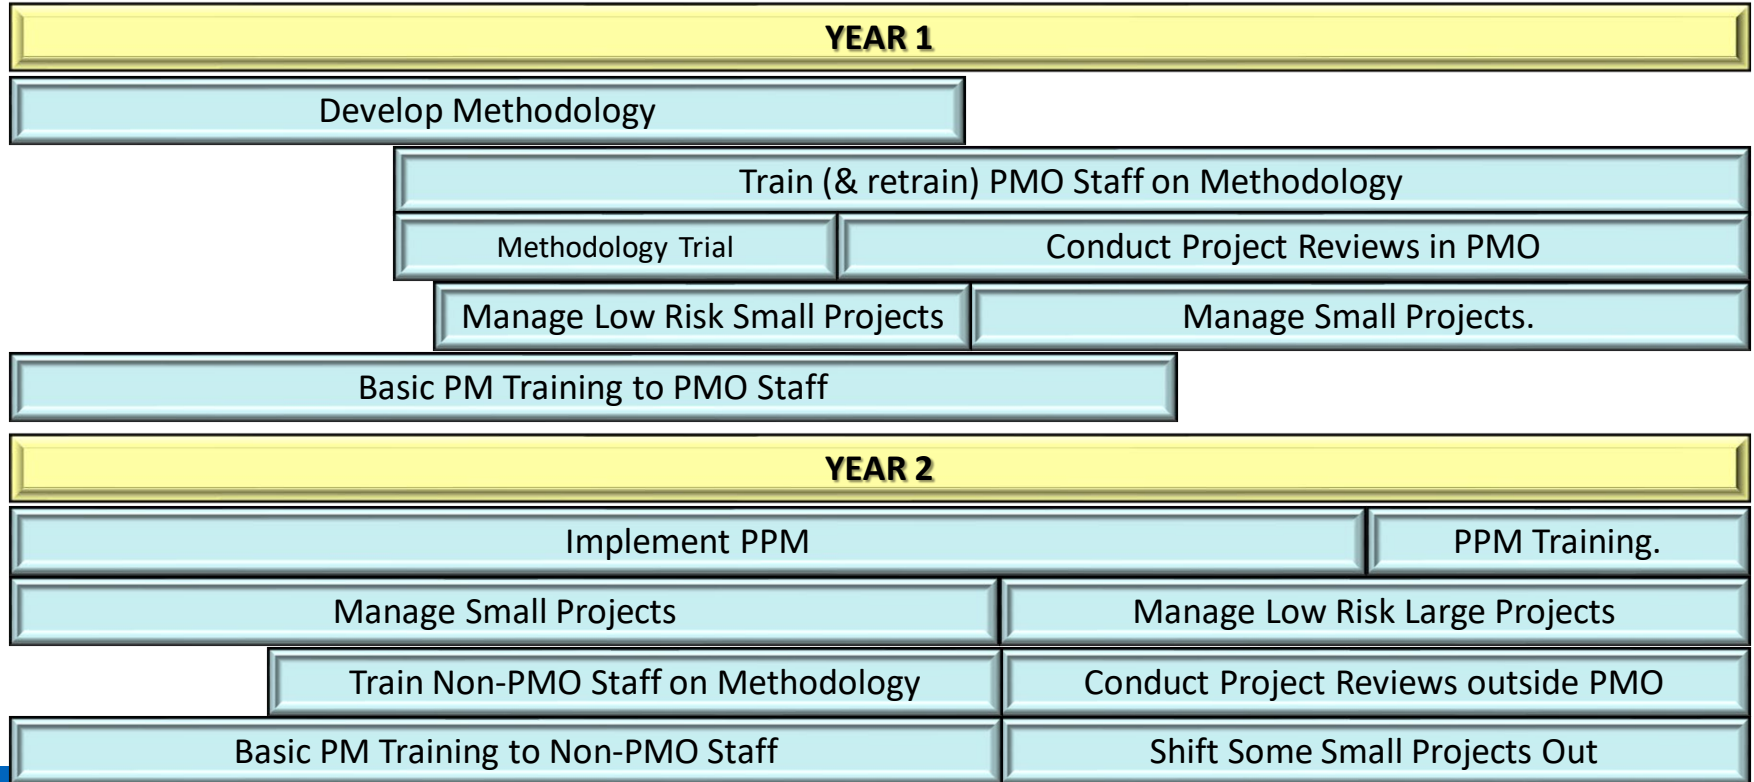 YEAR 1
Develop Methodology
Train (& retrain) PMO Staff on Methodology
Methodology Trial
Conduct Project Reviews in PMO
Manage Low Risk Small Projects
Manage Small Projects.
Basic PM Training to PMO Staff
YEAR 2
Implement PPM
PPM Training.
Manage Small Projects
Manage Low Risk Large Projects
Train Non-PMO Staff on Methodology
Conduct Project Reviews outside PMO
Basic PM Training to Non-PMO Staff
Shift Some Small Projects Out